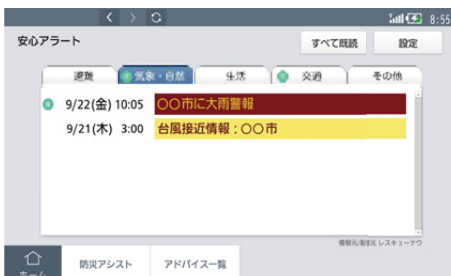 8:55
安心アラート
すべて既読
設定
避難
気象・自然
生活
交通
その他
9/22(金) 10:05 〇〇市に大雨警報
9/21(木) 3:00 台風接近情報:〇〇市
情報元/配信元 レスキューナウ
ホーム
防災アシスト
アドバイス一覧